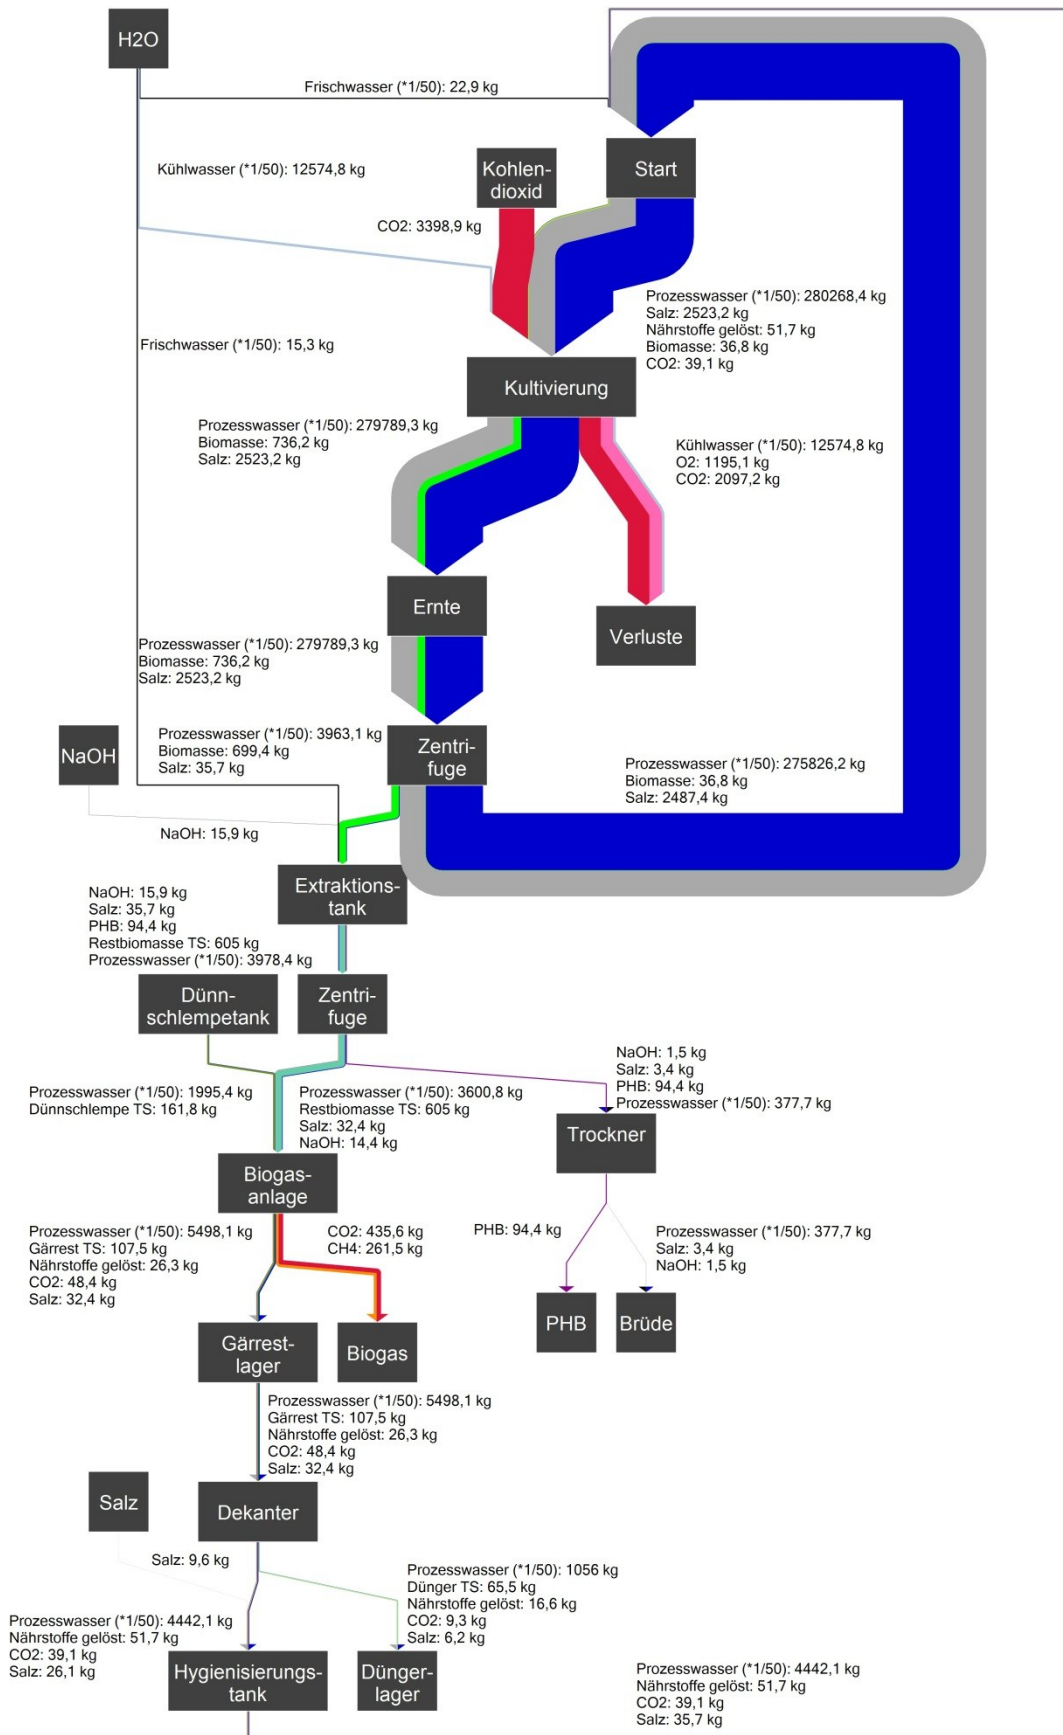 H2O
Frischwasser (*1/50): 22,9 kg
Kühlwasser (*1/50): 12574,8 kg
Kohlen-
dioxid
Start
CO2: 3398,9 kg
Prozesswasser (*1/50): 280268,4 kg
Salz: 2523,2 kg
Nährstoffe gelöst: 51,7 kg
Biomasse: 36,8 kg
CO2: 39,1 kg
Frischwasser (*1/50): 15,3 kg
Kultivierung
Prozesswasser (*1/50): 279789,3 kg
Biomasse: 736,2 kg
Salz: 2523,2 kg
Kühlwasser (*1/50): 12574,8 kg
O2: 1195,1 kg
CO2: 2097,2 kg
Ernte
Verluste
Prozesswasser (*1/50): 279789,3 kg
Biomasse: 736,2 kg
Salz: 2523,2 kg
Prozesswasser (*1/50): 3963,1 kg
Biomasse: 699,4 kg
Salz: 35,7 kg
NaOH
Zentri-
fuge
Prozesswasser (*1/50): 275826,2 kg
Biomasse: 36,8 kg
Salz: 2487,4 kg
NaOH: 15,9 kg
Extraktions-
tank
NaOH: 15,9 kg
Salz: 35,7 kg
PHB: 94,4 kg
Restbiomasse TS: 605 kg
Prozesswasser (*1/50): 3978,4 kg
Dünn-
schlempetank
Zentri-
fuge
NaOH: 1,5 kg
Salz: 3,4 kg
PHB: 94,4 kg
Prozesswasser (*1/50): 377,7 kg
Prozesswasser (*1/50): 1995,4 kg
Dünnschlempe TS: 161,8 kg
Prozesswasser (*1/50): 3600,8 kg
Restbiomasse TS: 605 kg
Salz: 32,4 kg
NaOH: 14,4 kg
Trockner
Biogas-
anlage
Prozesswasser (*1/50): 5498,1 kg
Gärrest TS: 107,5 kg
Nährstoffe gelöst: 26,3 kg
CO2: 48,4 kg
Salz: 32,4 kg
CO2: 435,6 kg
CH4: 261,5 kg
PHB: 94,4 kg
Prozesswasser (*1/50): 377,7 kg
Salz: 3,4 kg
NaOH: 1,5 kg
Gärrest-
lager
Biogas
PHB
Brüde
Prozesswasser (*1/50): 5498,1 kg
Gärrest TS: 107,5 kg
Nährstoffe gelöst: 26,3 kg
CO2: 48,4 kg
Salz: 32,4 kg
Salz
Dekanter
Salz: 9,6 kg
Prozesswasser (*1/50): 1056 kg
Dünger TS: 65,5 kg
Nährstoffe gelöst: 16,6 kg
CO2: 9,3 kg
Salz: 6,2 kg
Prozesswasser (*1/50): 4442,1 kg
Nährstoffe gelöst: 51,7 kg
CO2: 39,1 kg
Salz: 26,1 kg
Hygienisierungs-
tank
Dünger-
lager
Prozesswasser (*1/50): 4442,1 kg
Nährstoffe gelöst: 51,7 kg
CO2: 39,1 kg
Salz: 35,7 kg